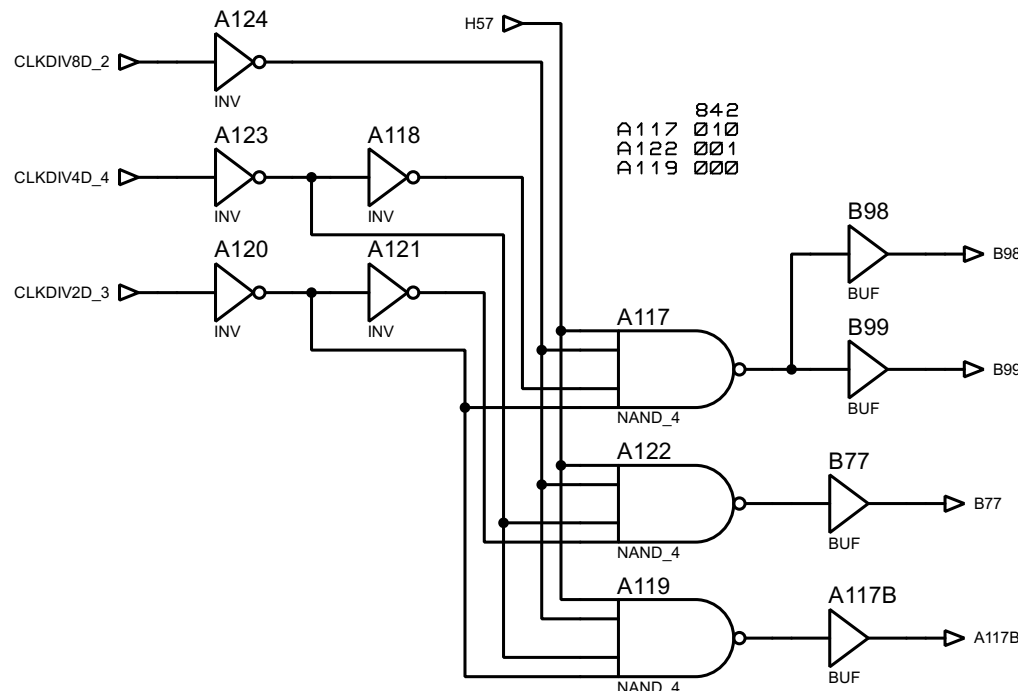 A124
H57
CLKDIV8D_2
INV
842
A117 010
A122 001
A119 000
A123
A118
CLKDIV4D_4
INV
INV
B98
B98
BUF
A120
A121
CLKDIV2D_3
INV
INV
A117
NAND_4
B99
B99
BUF
A122
NAND_4
B77
B77
BUF
A119
NAND_4
A117B
A117B
BUF